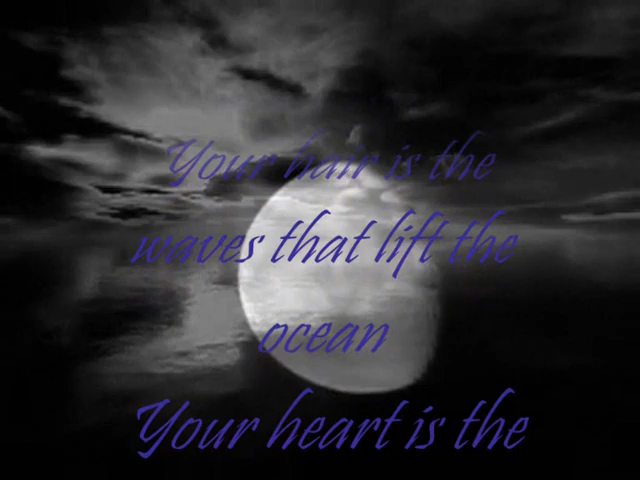 Your hair is the
waves that lift the
ocean
Your heart is the